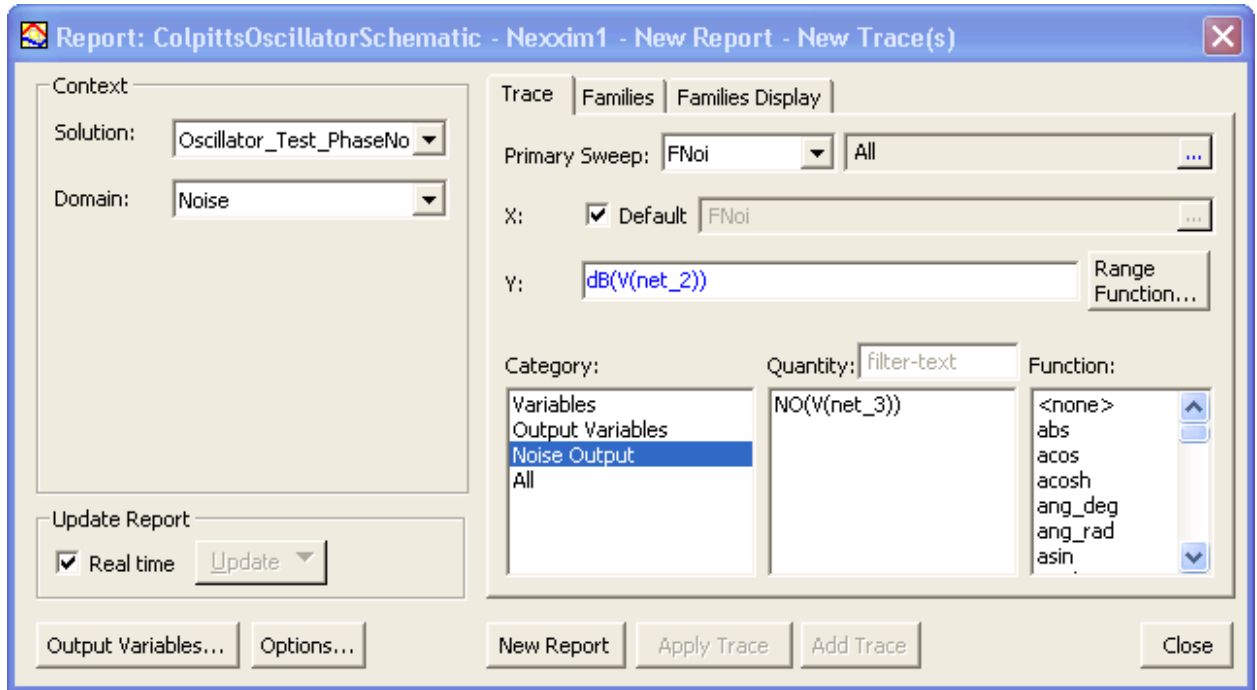 Report: ColpittsOscillatorSchematic - Nexxim1 - New Report - New Trace(s)
Context
Solution: Oscillator_Test_PhaseNo
Domain: Noise
Update Report
Real time Update
Output Variables... Options...
Trace Families Families Display
Primary Sweep: FNoi All ...
X: Default FNoi ...
Y: dB(V(net_2)) Range Function...
Category: Quantity: filter-text Function:
Variables
Output Variables
Noise Output
All
NO(V(net_3))
<none>
abs
acos
acosh
ang_deg
ang_rad
asin
New Report Apply Trace Add Trace Close